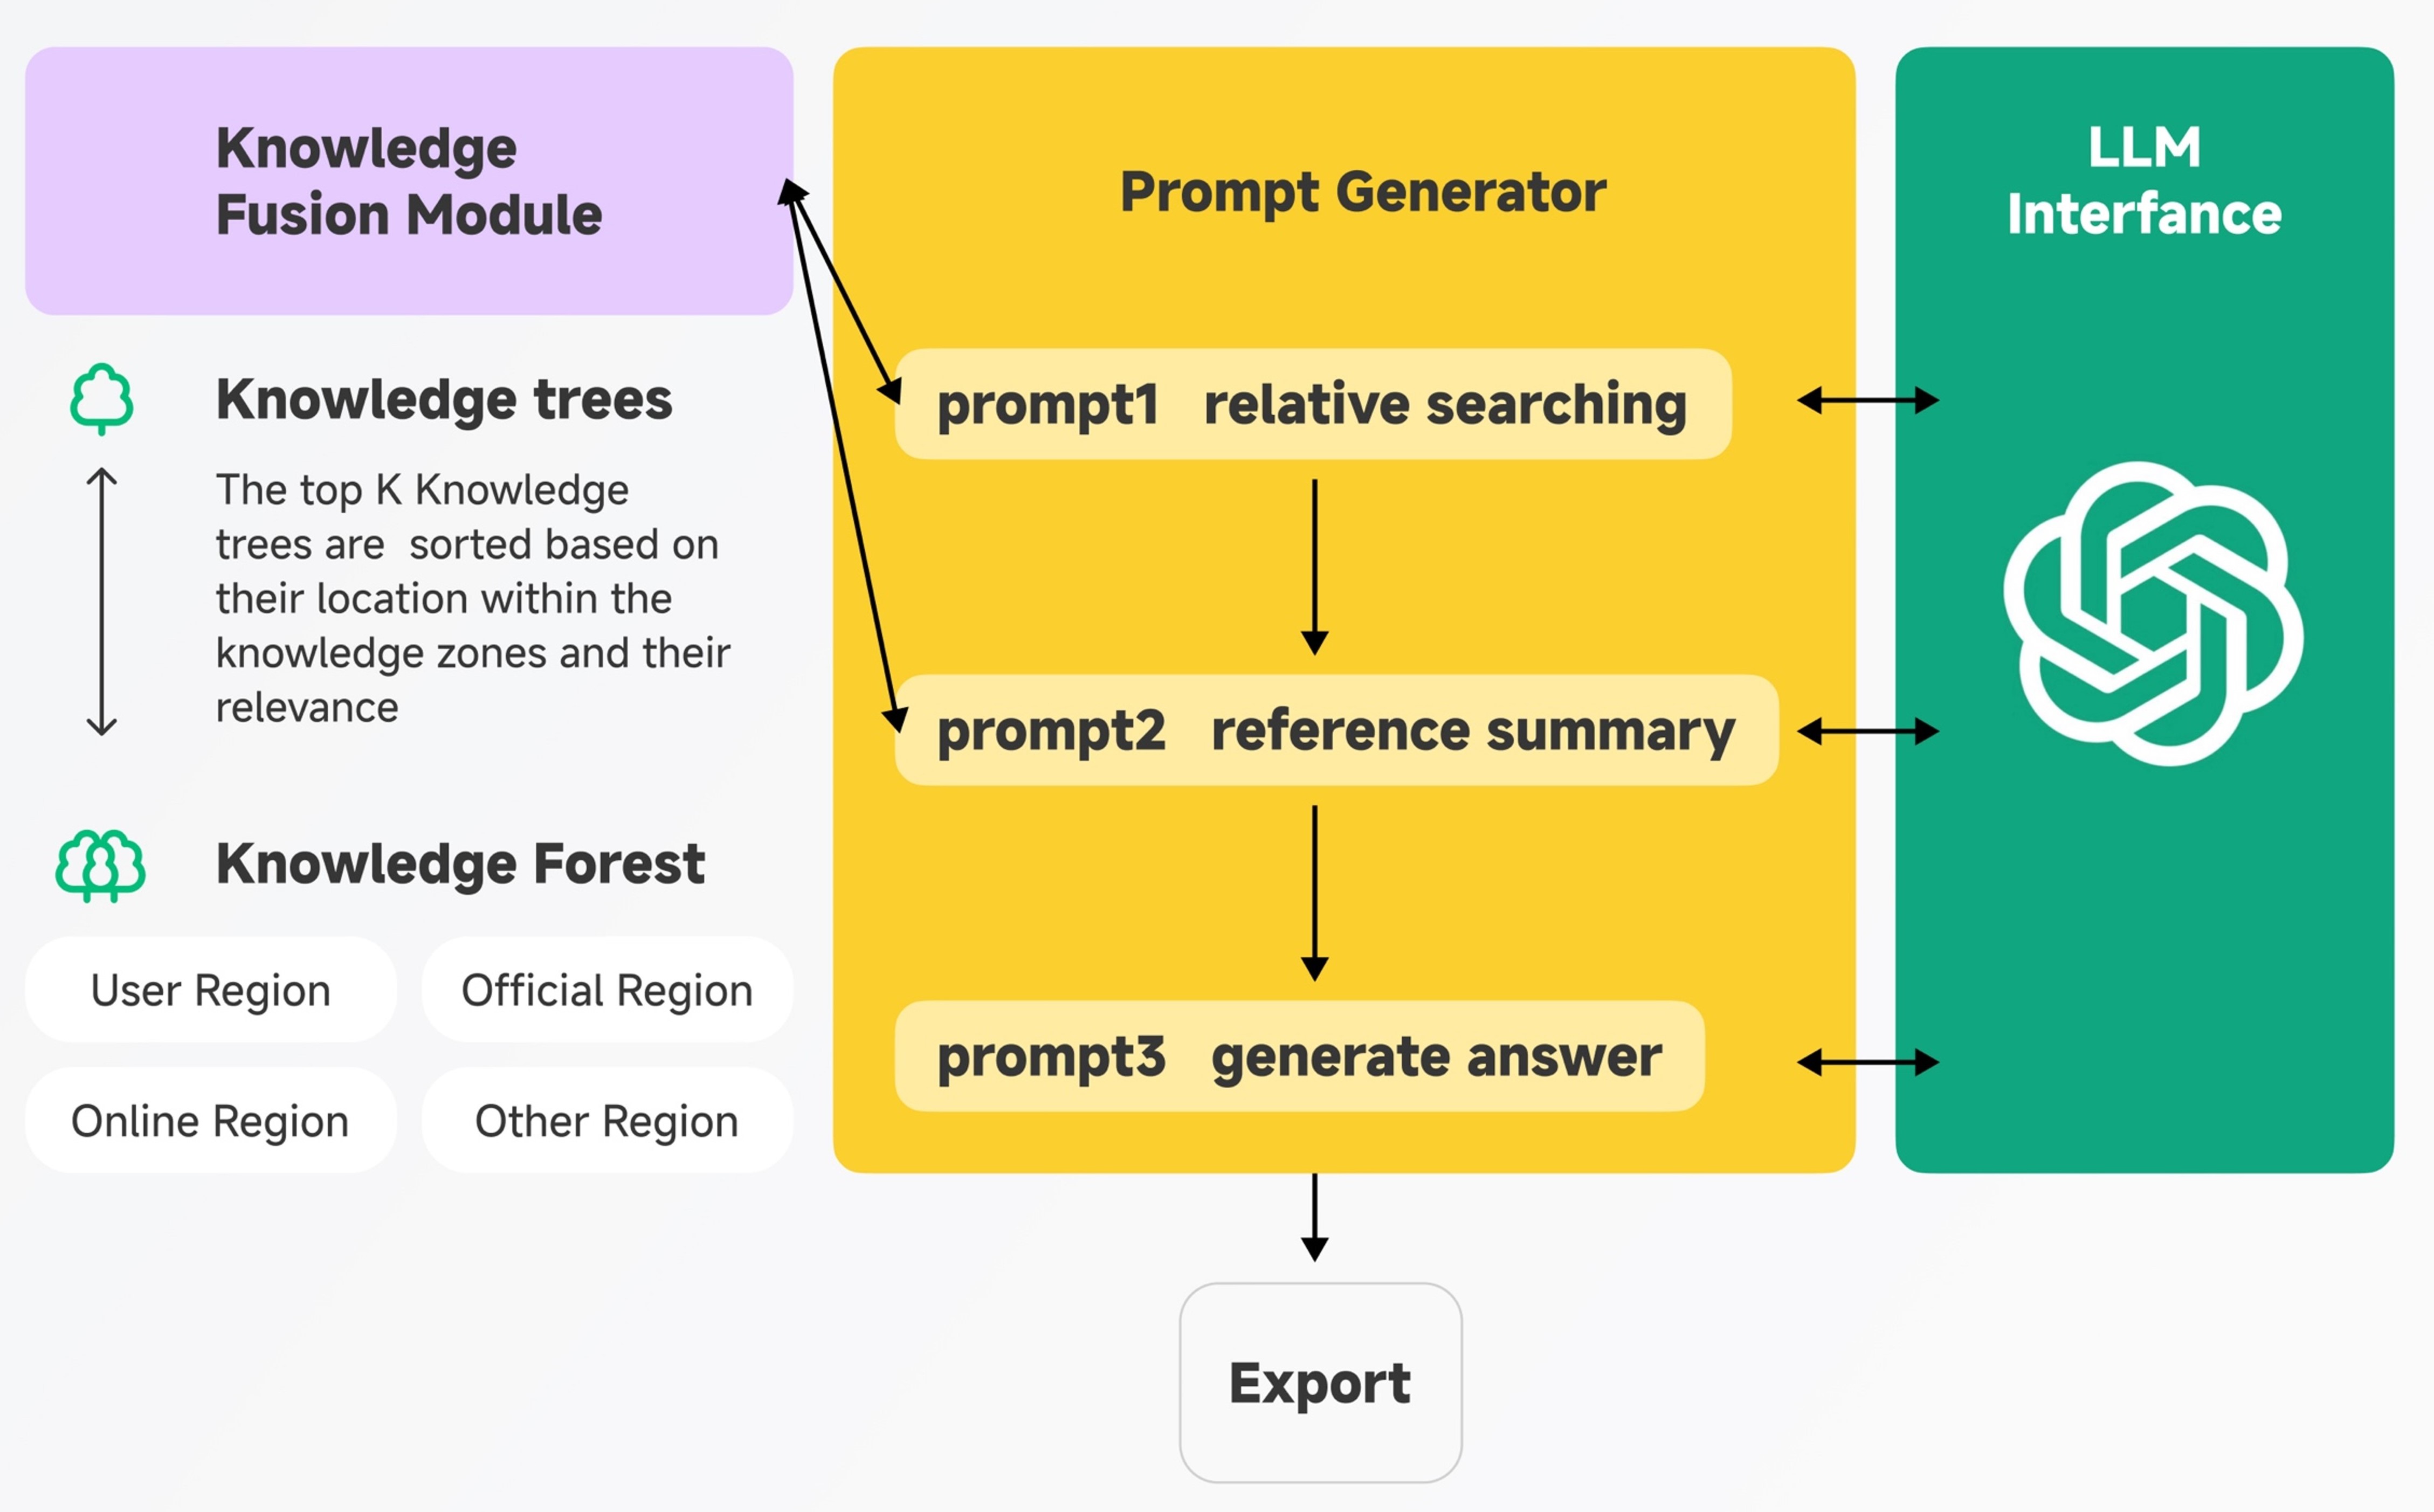 Knowledge
Fusion Module
Knowledge trees
The top K Knowledge
trees are  sorted based on
their location within the
knowledge zones and their
relevance
Knowledge Forest
User Region
Official Region
Online Region
Other Region
Prompt Generator
prompt1 relative searching
prompt2 reference summary
prompt3 generate answer
Export
LLM
Interfance